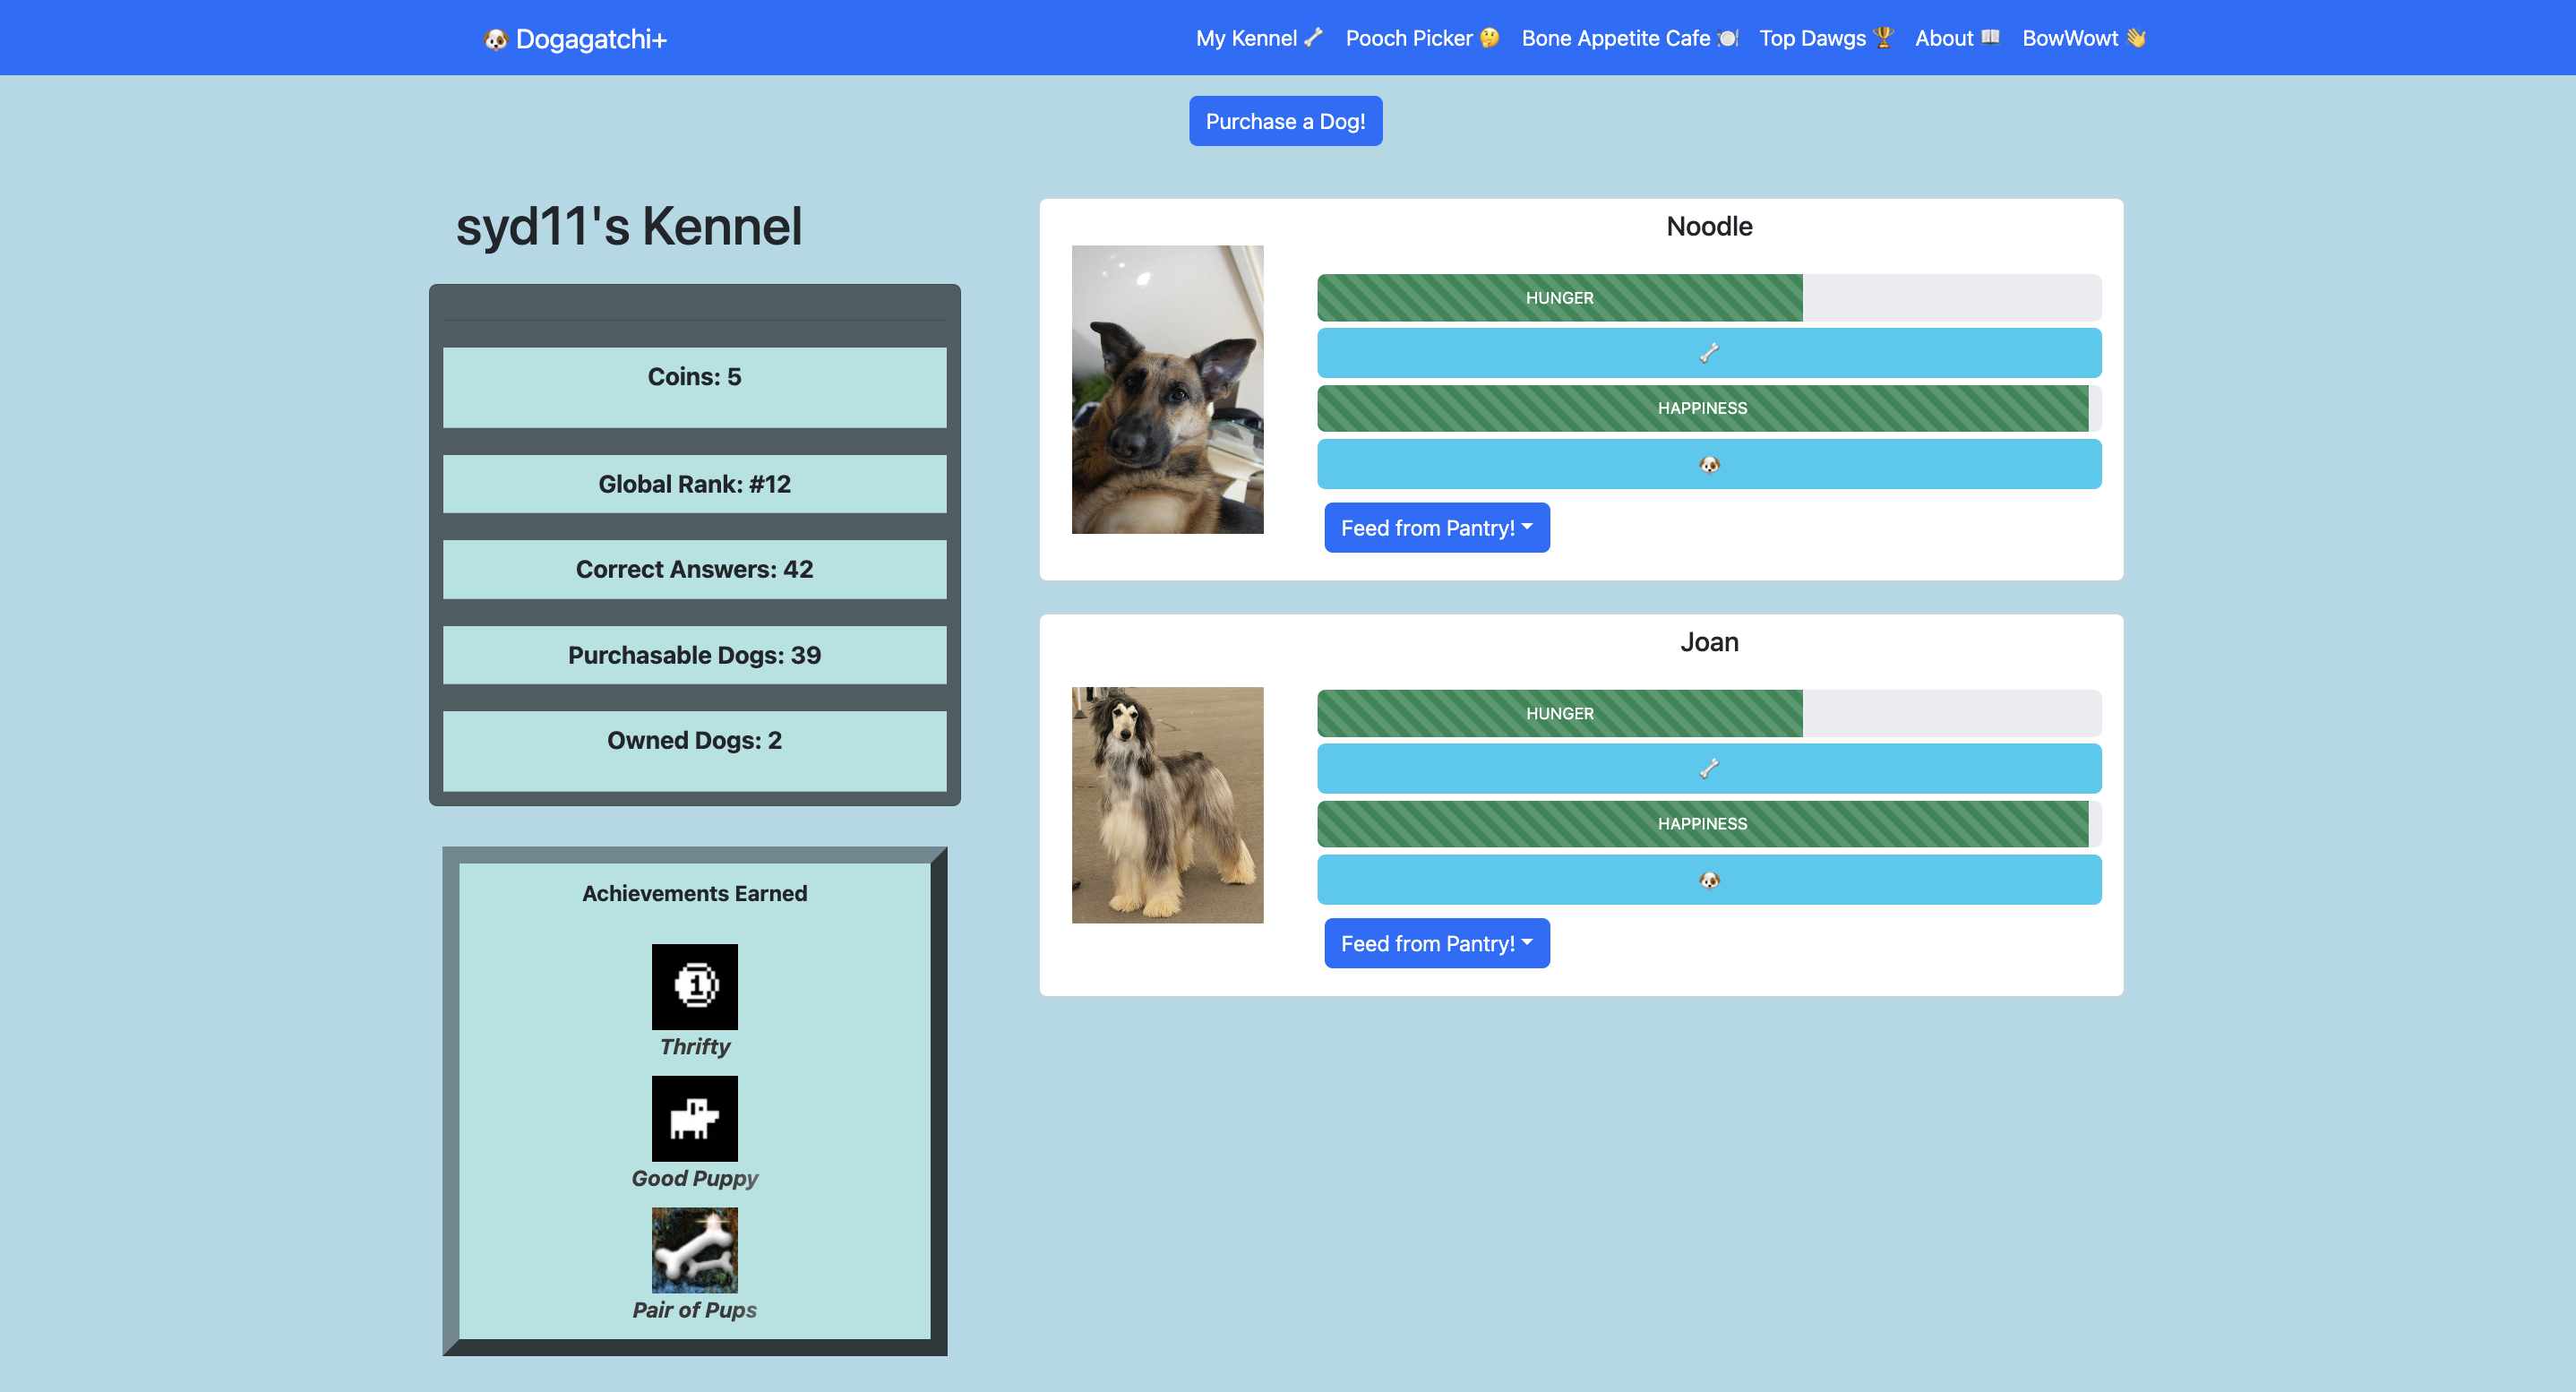 🐶 Dogagatchi+
My Kennel 🦴 Pooch Picker 🤔 Bone Appetite Cafe 🍽️ Top Dawgs 🏆 About 📖 BowWowt 👋
Purchase a Dog!
syd11's Kennel
Coins: 5
Global Rank: #12
Correct Answers: 42
Purchasable Dogs: 39
Owned Dogs: 2
Achievements Earned
Thrifty
Good Puppy
Pair of Pups
Noodle
HUNGER
🦴
HAPPINESS
🐶
Feed from Pantry!
Joan
HUNGER
🦴
HAPPINESS
🐶
Feed from Pantry!